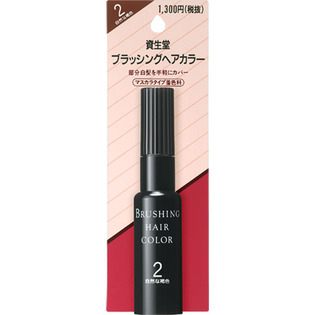 2
自然な褐色
1,300円(税抜)
資生堂
ブラッシングヘアカラー
部分白髪を手軽にカバー
マスカラタイプ着色料
BRUSHING
HAIR
COLOR
2
自然な褐色